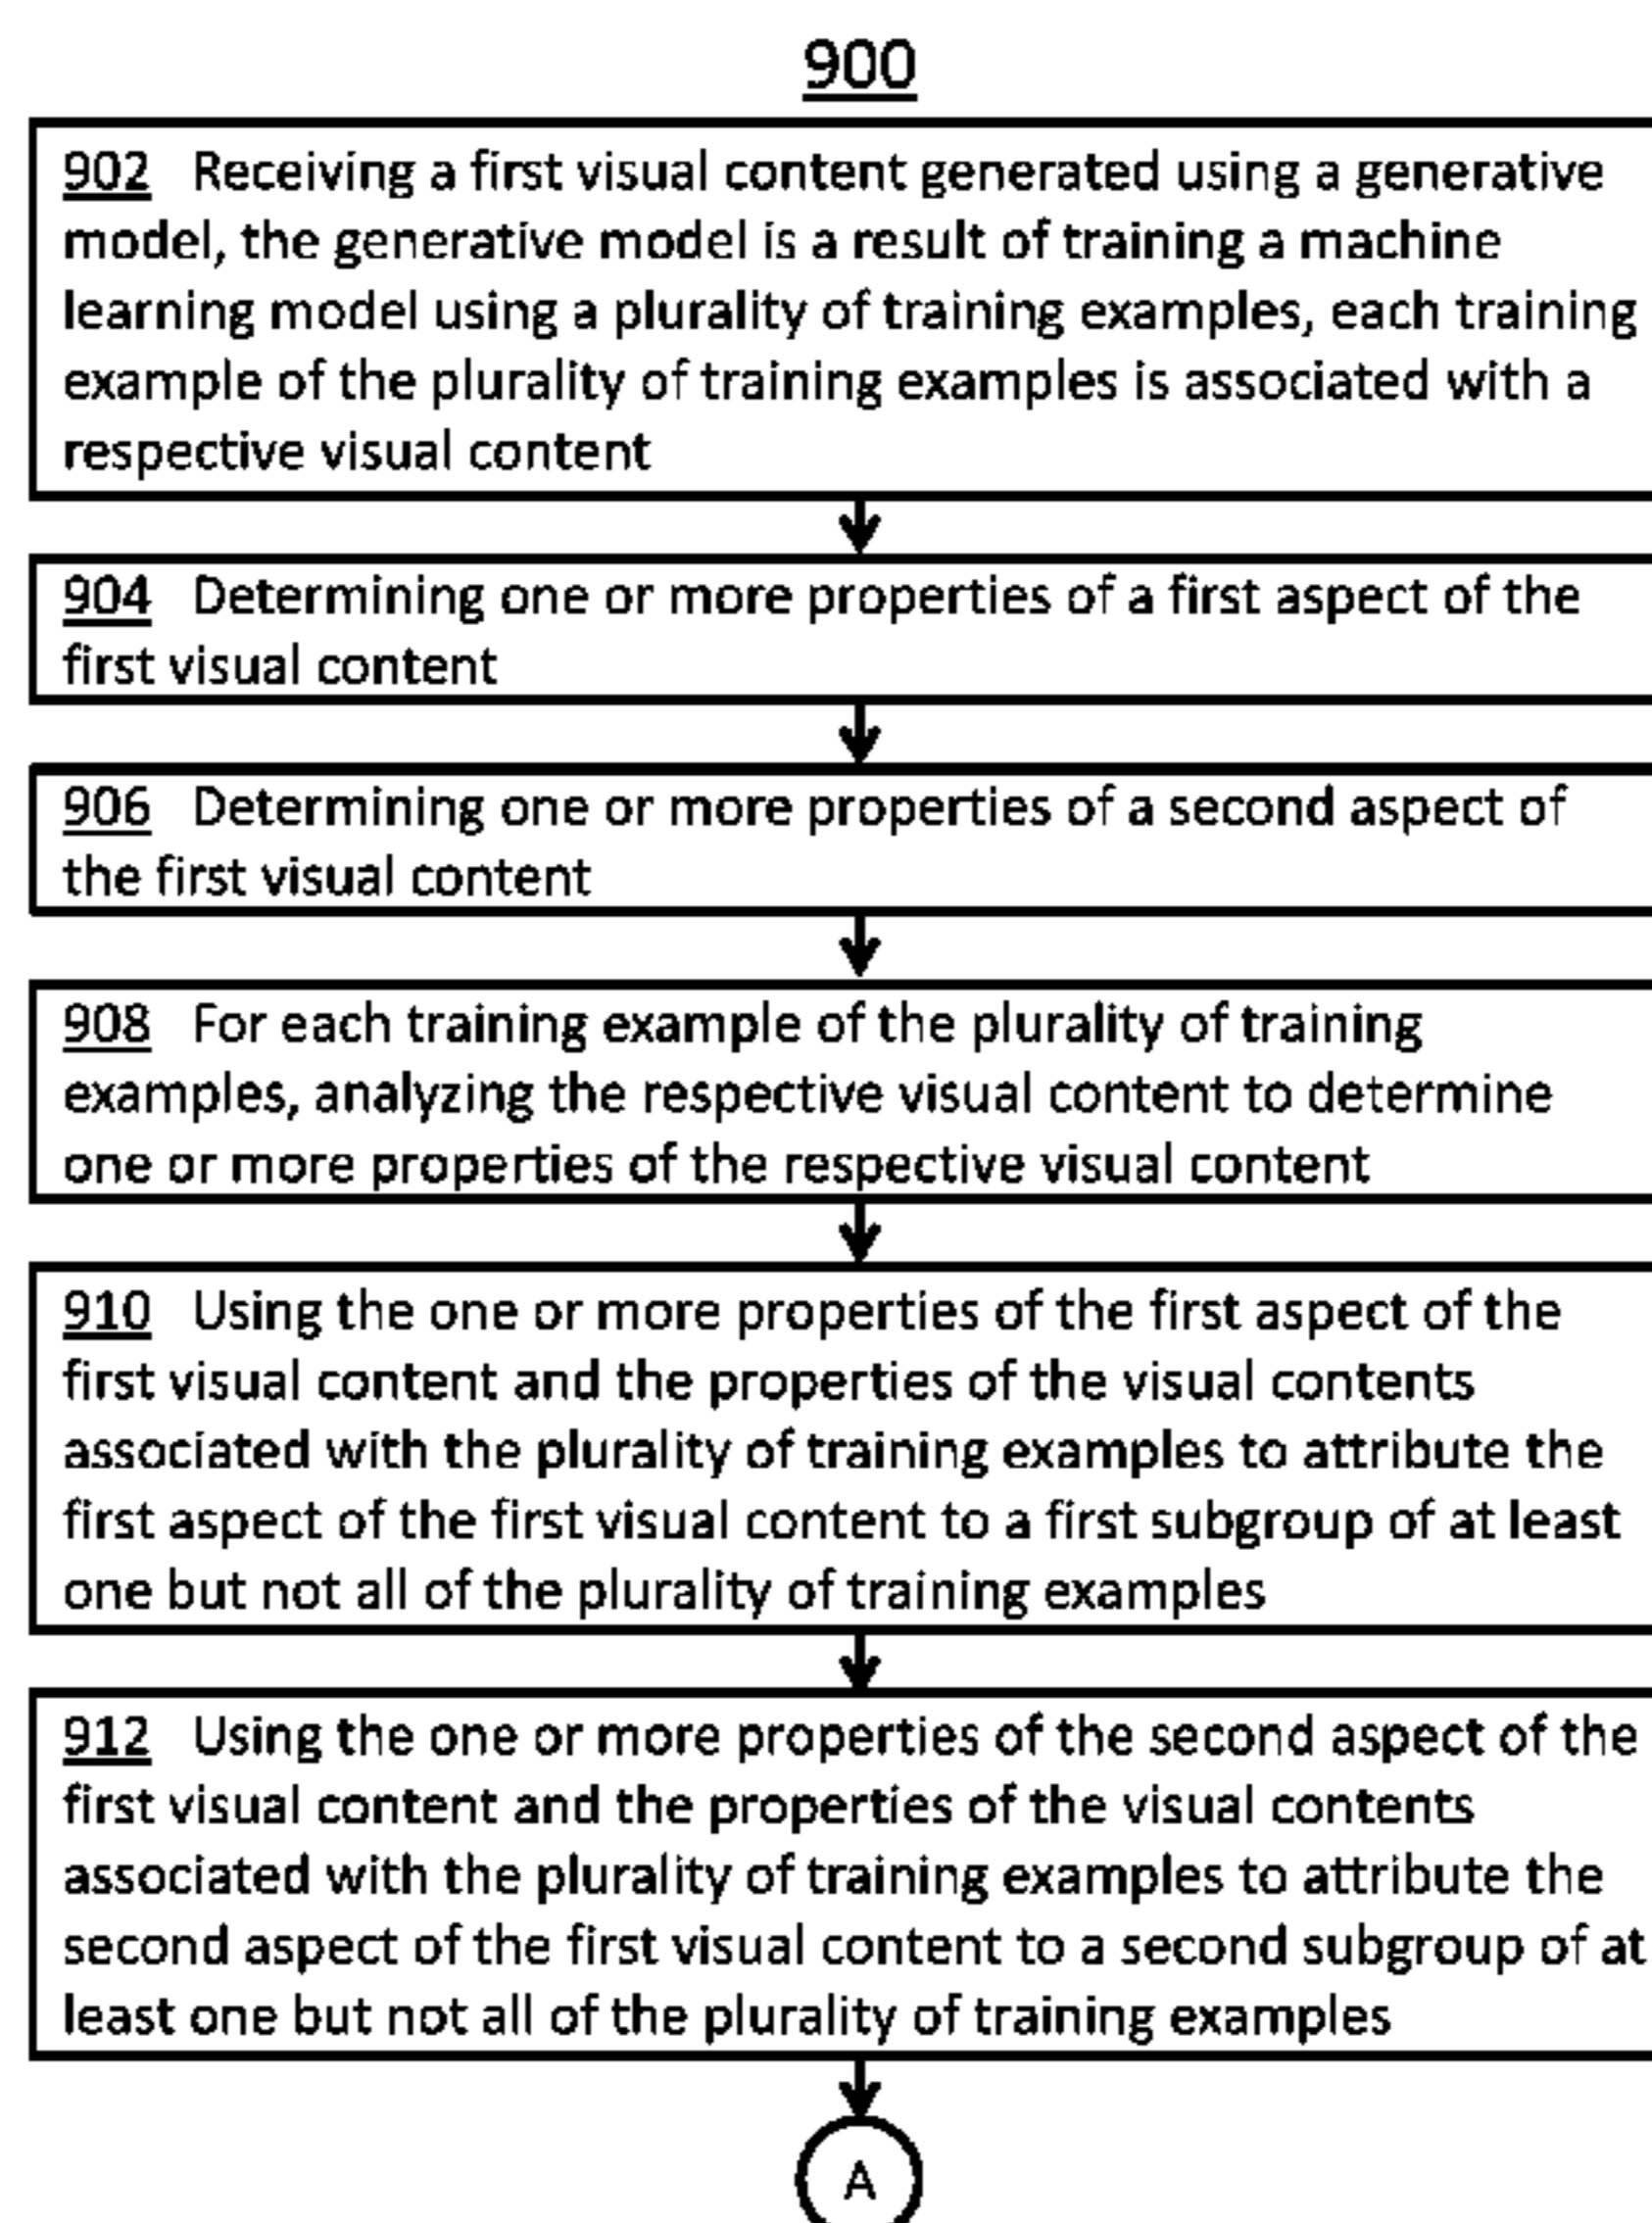 900
902 Receiving a first visual content generated using a generative
model, the generative model is a result of training a machine
learning model using a plurality of training examples, each training
example of the plurality of training examples is associated with a
respective visual content
904 Determining one or more properties of a first aspect of the
first visual content
906 Determining one or more properties of a second aspect of
the first visual content
908 For each training example of the plurality of training
examples, analyzing the respective visual content to determine
one or more properties of the respective visual content
910 Using the one or more properties of the first aspect of the
first visual content and the properties of the visual contents
associated with the plurality of training examples to attribute the
first aspect of the first visual content to a first subgroup of at least
one but not all of the plurality of training examples
912 Using the one or more properties of the second aspect of the
first visual content and the properties of the visual contents
associated with the plurality of training examples to attribute the
second aspect of the first visual content to a second subgroup of at
least one but not all of the plurality of training examples
A